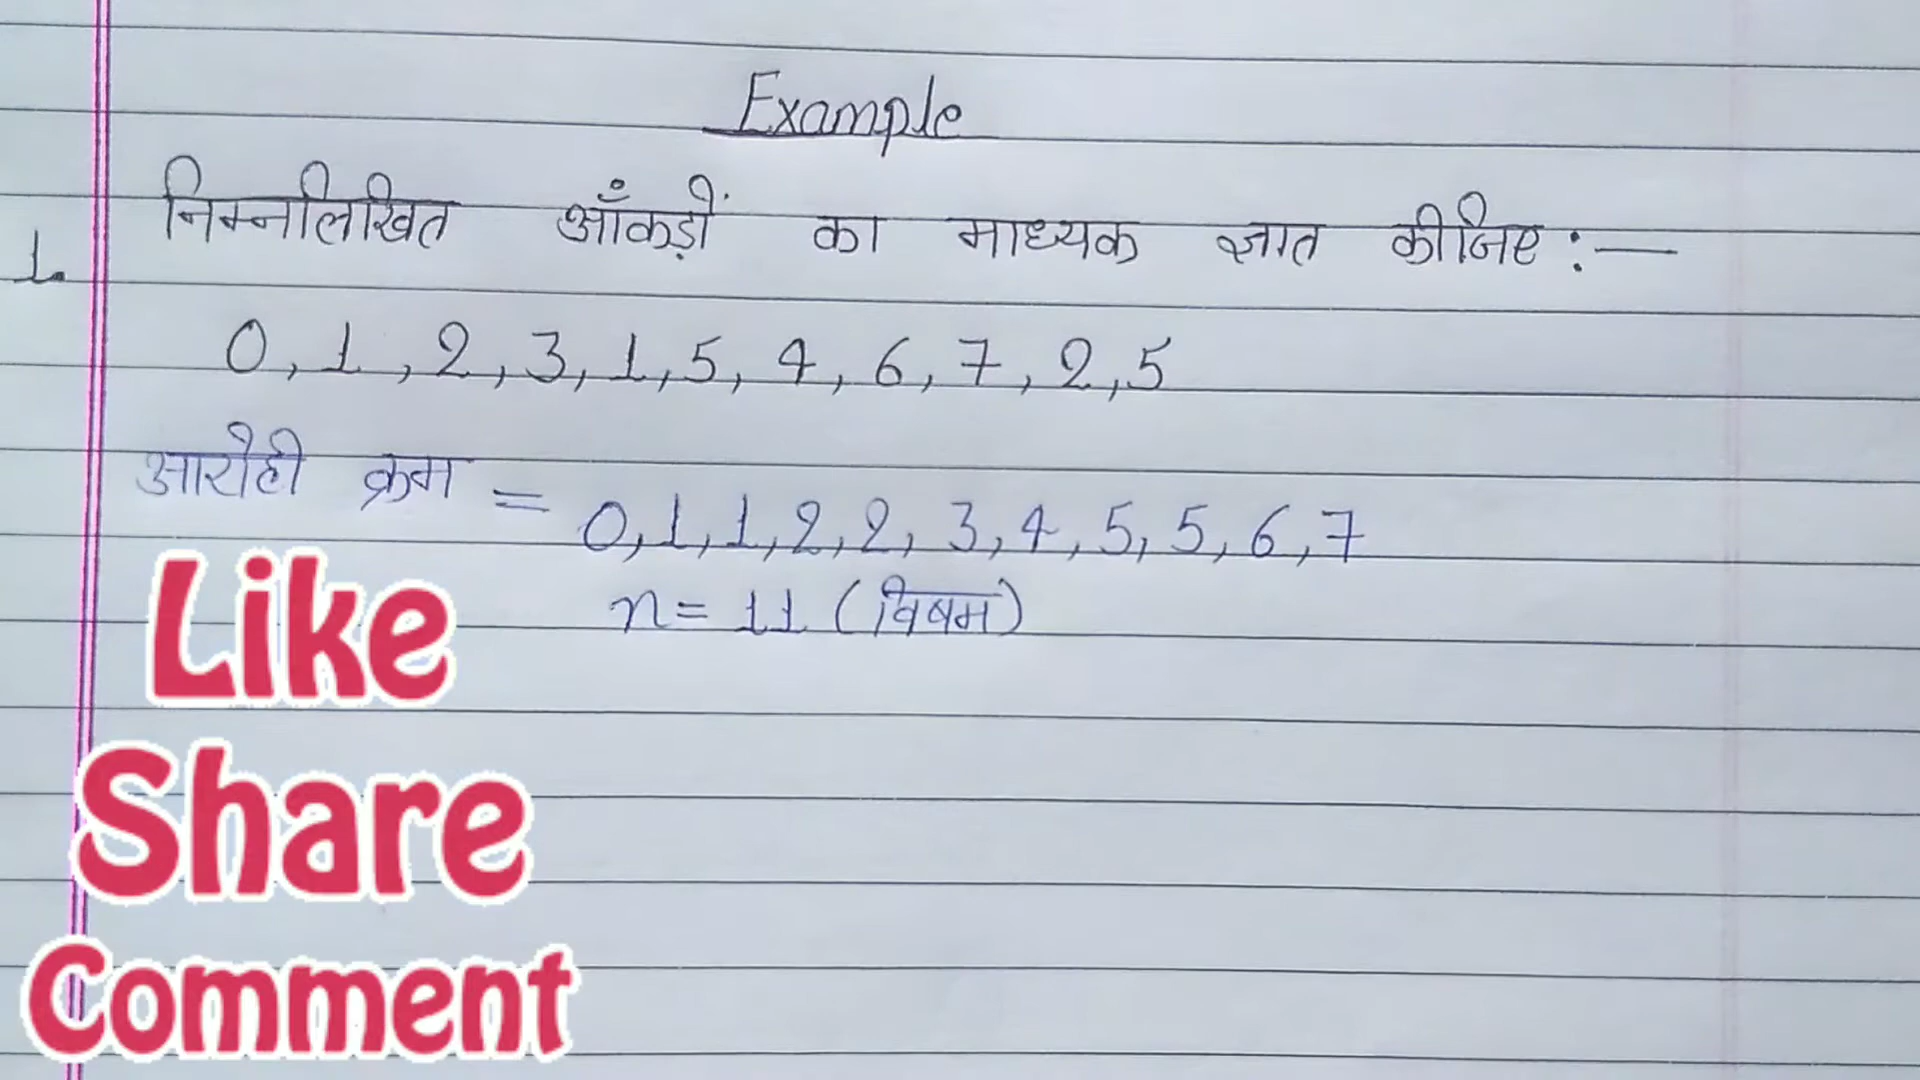 Example
1. निम्नलिखित आँकड़ों का माध्यक ज्ञात कीजिए :—
0, 1, 2, 3, 1, 5, 4, 6, 7, 2, 5
आरोही क्रम = 0, 1, 1, 2, 2, 3, 4, 5, 5, 6, 7
n = 11 (विषम)
Like
Share
Comment